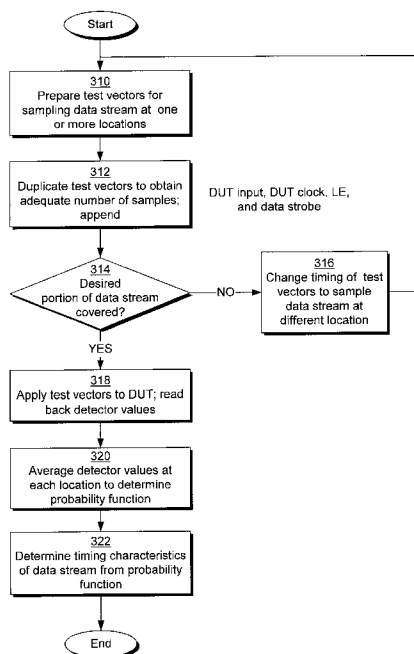 Start
310
Prepare test vectors for
sampling data stream at one
or more locations
312
Duplicate test vectors to obtain
adequate number of samples;
append
DUT input, DUT clock, LE,
and data strobe
314
Desired
portion of data stream
covered?
NO
316
Change timing of test
vectors to sample
data stream at
different location
YES
318
Apply test vectors to DUT; read
back detector values
320
Average detector values at
each location to determine
probability function
322
Determine timing characteristics
of data stream from probability
function
End